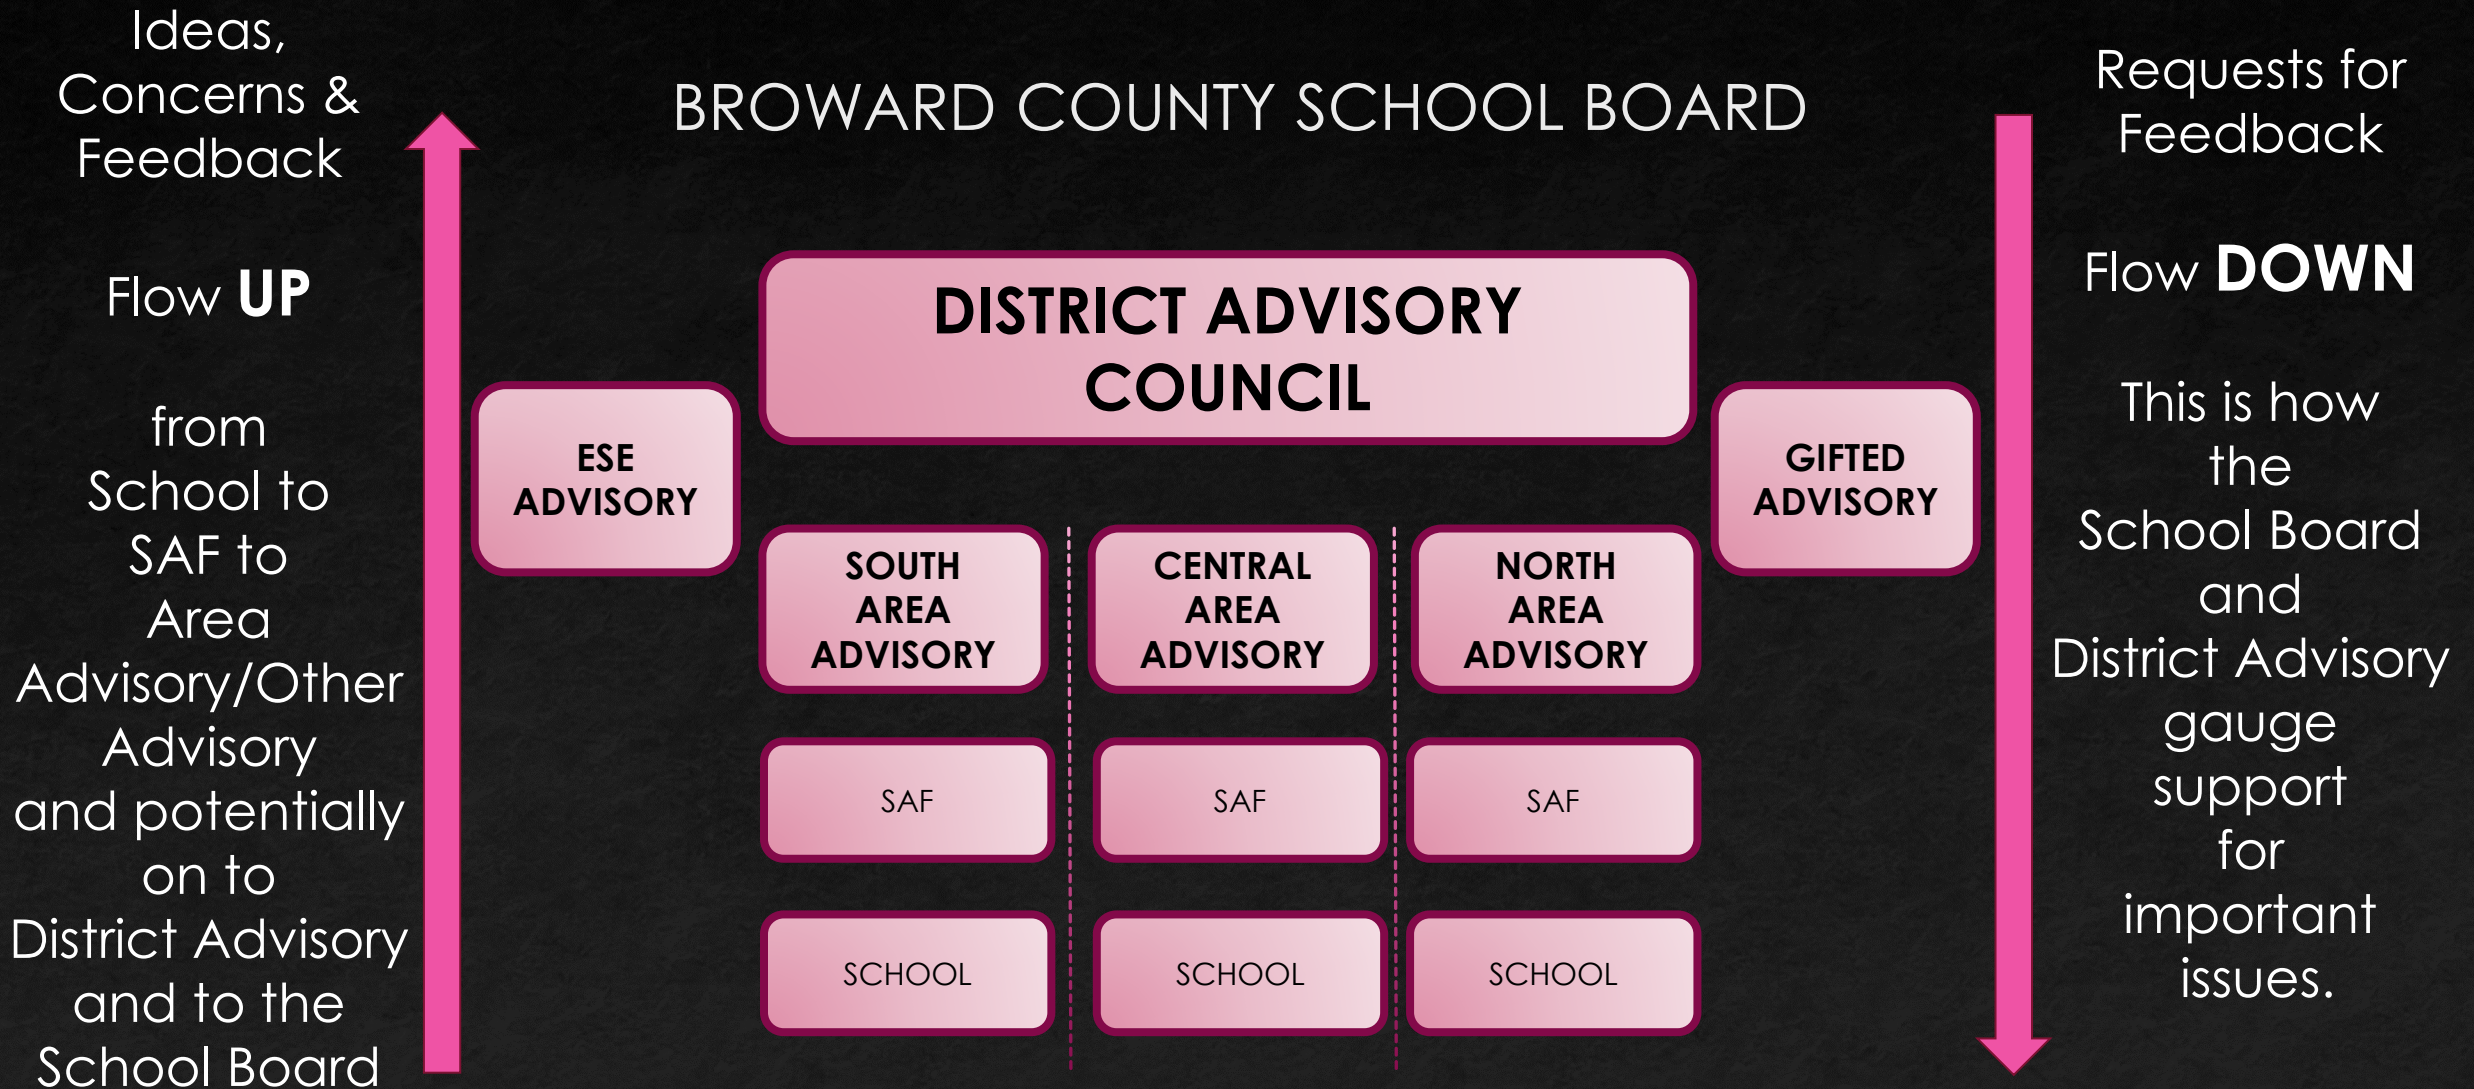 Ideas,
Concerns &
Feedback
Flow UP
from
School to
SAF to
Area
Advisory/Other
Advisory
and potentially
on to
District Advisory
and to the
School Board
BROWARD COUNTY SCHOOL BOARD
DISTRICT ADVISORY
COUNCIL
ESE
ADVISORY
GIFTED
ADVISORY
SOUTH
AREA
ADVISORY
CENTRAL
AREA
ADVISORY
NORTH
AREA
ADVISORY
SAF
SAF
SAF
SCHOOL
SCHOOL
SCHOOL
Requests for
Feedback
Flow DOWN
This is how
the
School Board
and
District Advisory
gauge
support
for
important
issues.